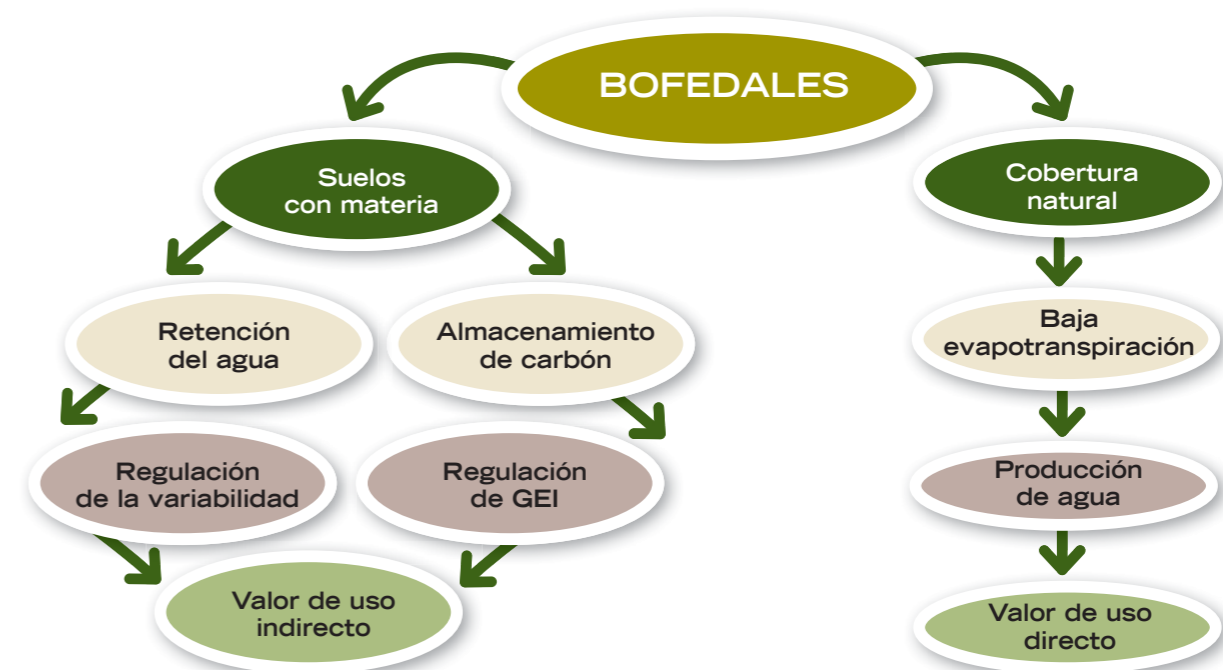 BOFEDALES
Suelos
con materia
Cobertura
natural
Retención
del agua
Almacenamiento
de carbón
Baja
evapotranspiración
Regulación
de la variabilidad
Regulación
de GEI
Producción
de agua
Valor de uso
indirecto
Valor de uso
directo